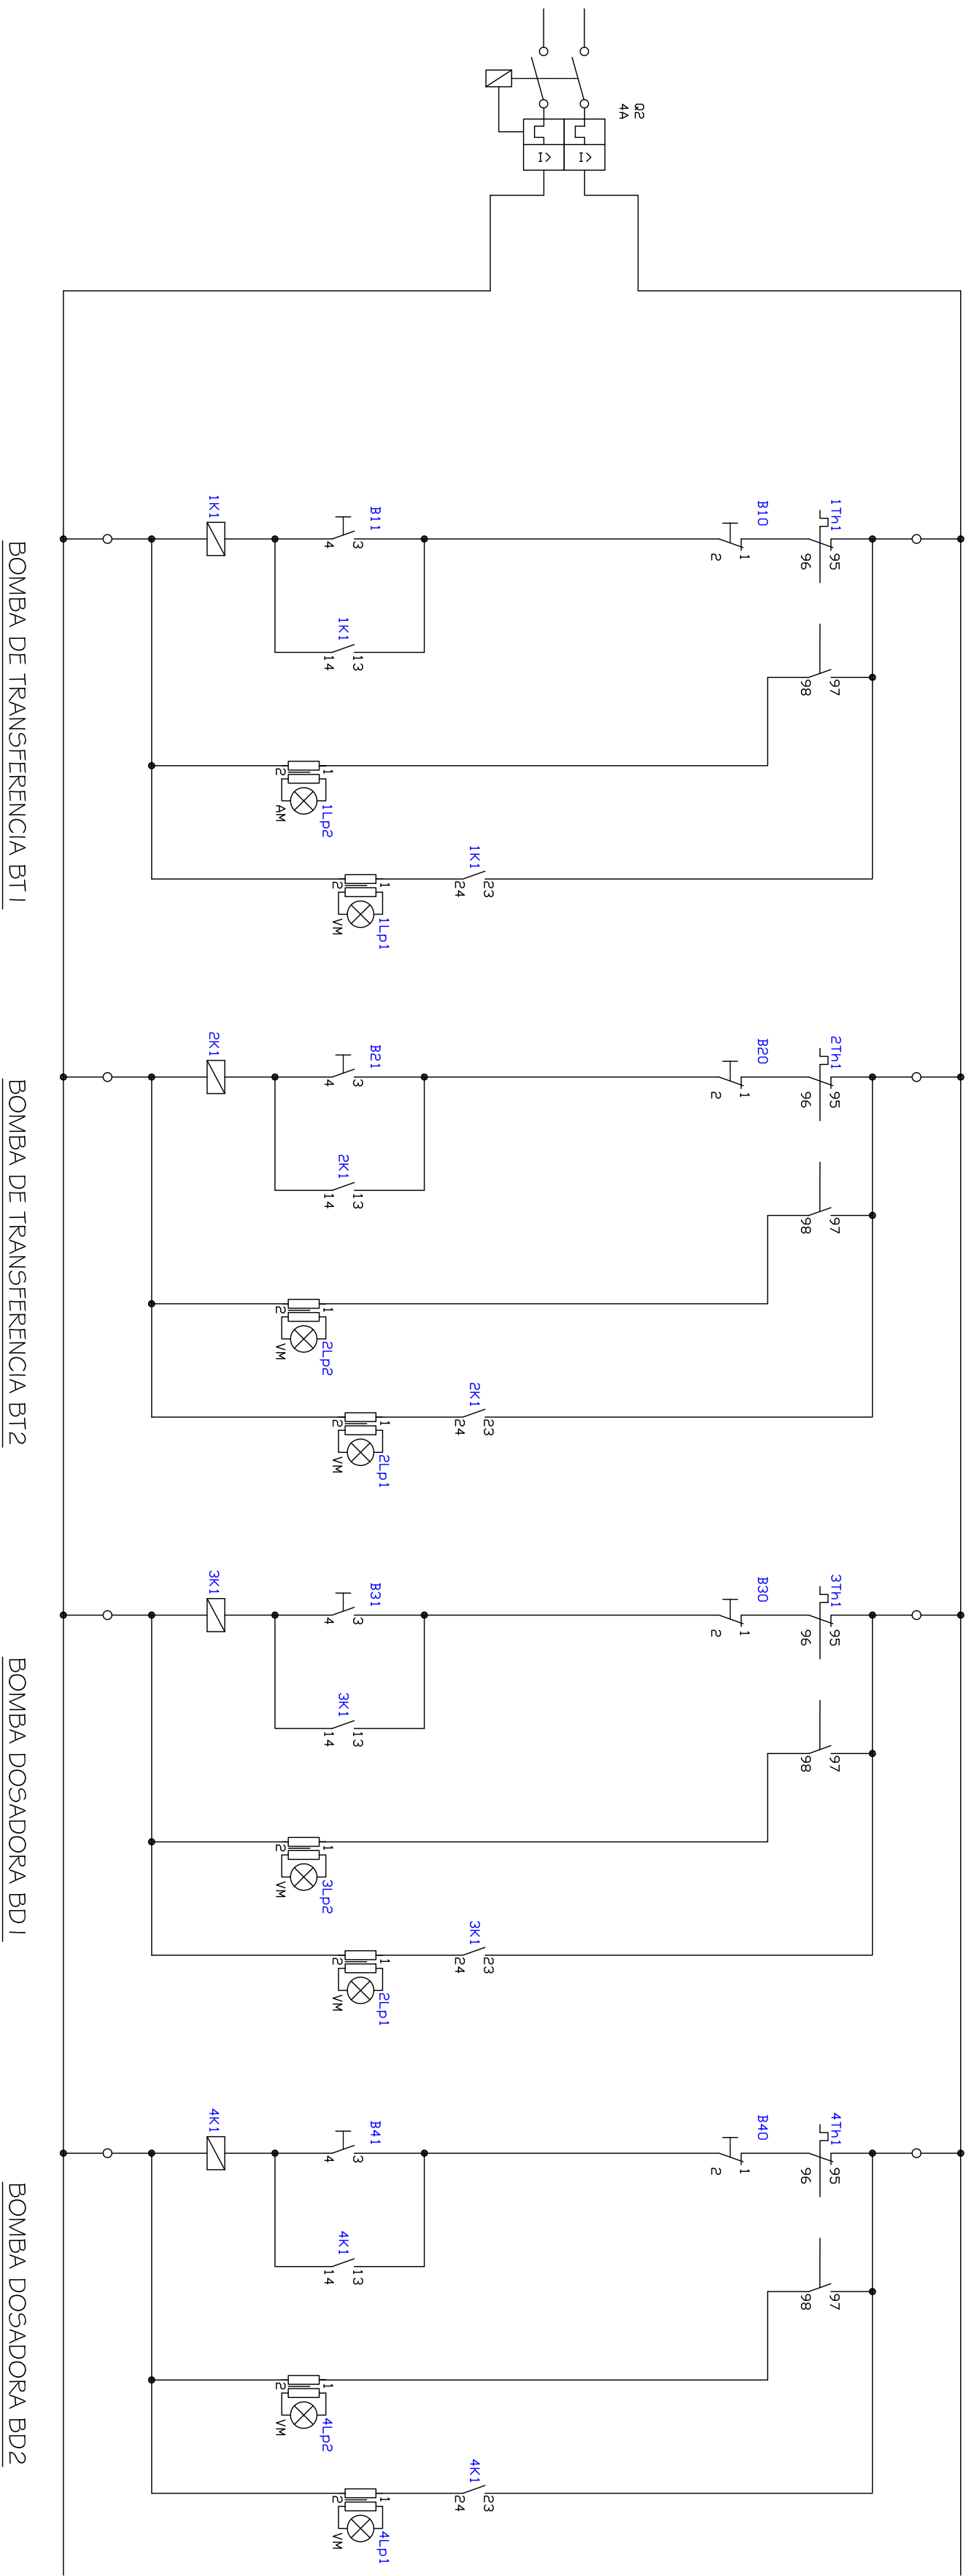 Q2
4A
I>
I>
1Th1
95
96
97
98
B10
1
2
B11
3
4
1K1
13
14
1K1
1
2
1Lp2
AM
1K1
23
24
1
2
1Lp1
VM
BOMBA DE TRANSFERENCIA BT1
2Th1
95
96
97
98
B20
1
2
B21
3
4
2K1
13
14
2K1
1
2
2Lp2
VM
2K1
23
24
1
2
2Lp1
VM
BOMBA DE TRANSFERENCIA BT2
3Th1
95
96
97
98
B30
1
2
B31
3
4
3K1
13
14
3K1
1
2
3Lp2
VM
3K1
23
24
1
2
2Lp1
VM
BOMBA DOSADORA BD1
4Th1
95
96
97
98
B40
1
2
B41
3
4
4K1
13
14
4K1
1
2
4Lp2
VM
4K1
23
24
1
2
4Lp1
VM
BOMBA DOSADORA BD2